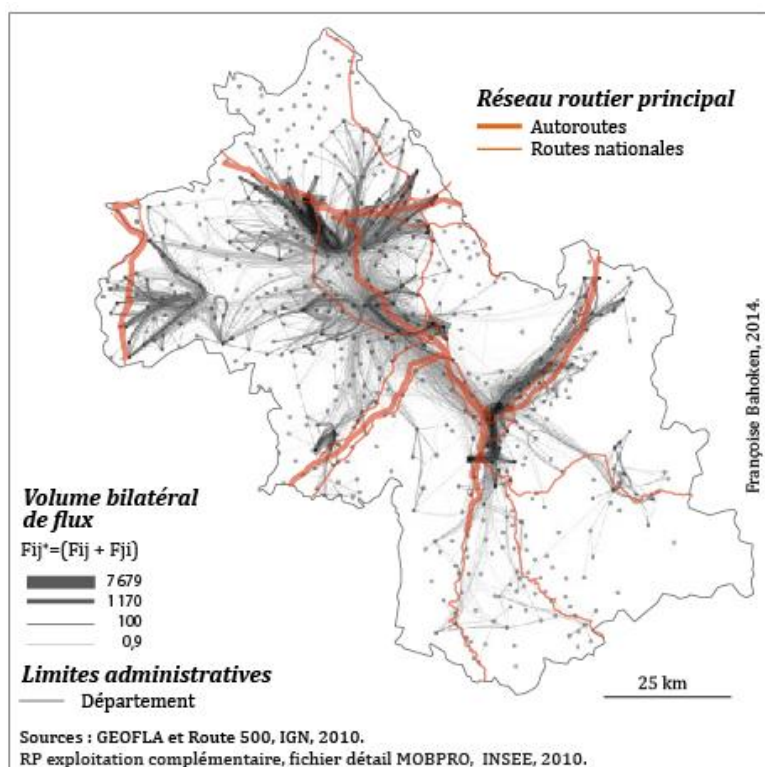 Réseau routier principal
Autoroutes
Routes nationales
Françoise Bahoken, 2014.
Volume bilatéral
de flux
Fij*=(Fij + Fji)
7 679
1 170
100
0,9
Limites administratives
Département
25 km
Sources : GEOFLA et Route 500, IGN, 2010.
RP exploitation complémentaire, fichier détail MOBPRO, INSEE, 2010.